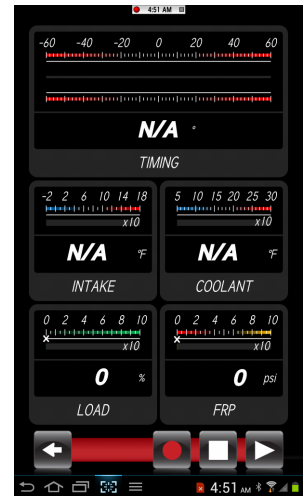 4:51 AM
-60 -40 -20 0 20 40 60
N/A °
TIMING
-2 2 6 10 14 18
x10
N/A °F
INTAKE
5 10 15 20 25 30
x10
N/A °F
COOLANT
0 2 4 6 8 10
x10
0 %
LOAD
0 2 4 6 8 10
x10
0 psi
FRP
4:51 AM